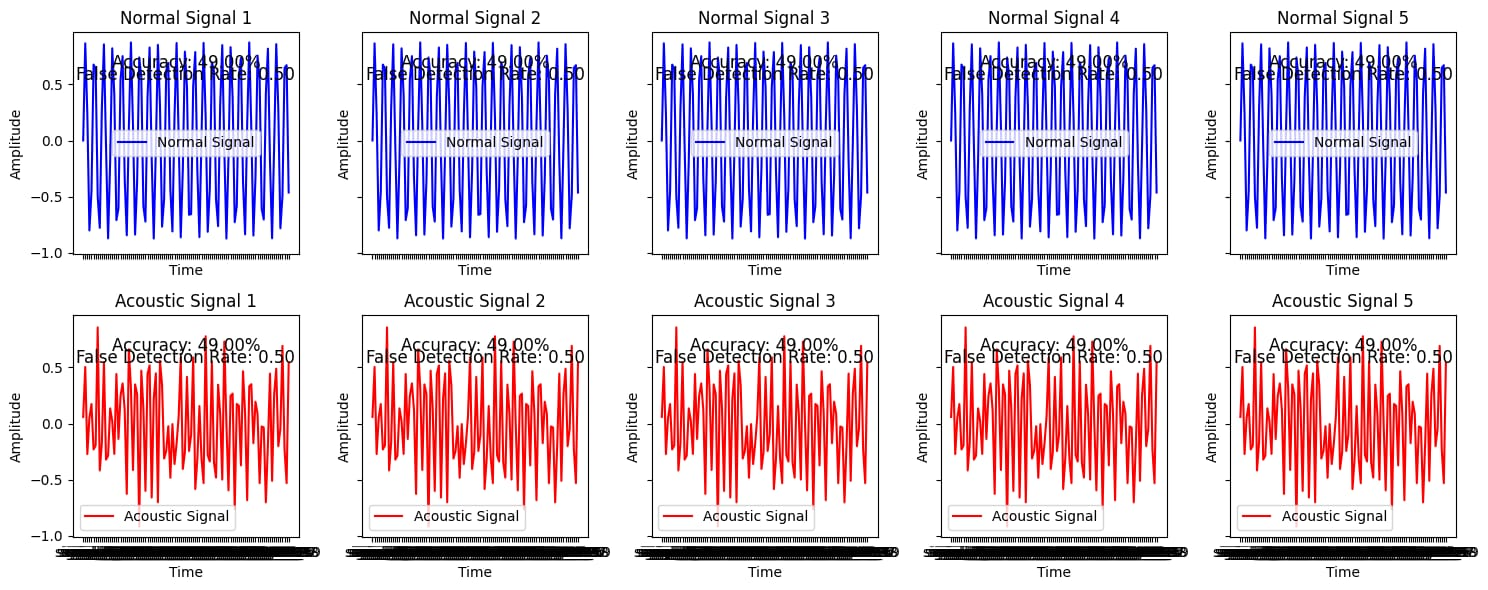 Normal Signal 1
Normal Signal 2
Normal Signal 3
Normal Signal 4
Normal Signal 5
Amplitude
0.5
0.0
−0.5
−1.0
Accuracy: 49.00%
False Detection Rate: 0.50
Normal Signal
Time
Amplitude
Accuracy: 49.00%
False Detection Rate: 0.50
Normal Signal
Time
Amplitude
Accuracy: 49.00%
False Detection Rate: 0.50
Normal Signal
Time
Amplitude
Accuracy: 49.00%
False Detection Rate: 0.50
Normal Signal
Time
Amplitude
Accuracy: 49.00%
False Detection Rate: 0.50
Normal Signal
Time
Acoustic Signal 1
Acoustic Signal 2
Acoustic Signal 3
Acoustic Signal 4
Acoustic Signal 5
Amplitude
0.5
0.0
−0.5
−1.0
Accuracy: 49.00%
False Detection Rate: 0.50
Acoustic Signal
Time
Amplitude
Accuracy: 49.00%
False Detection Rate: 0.50
Acoustic Signal
Time
Amplitude
Accuracy: 49.00%
False Detection Rate: 0.50
Acoustic Signal
Time
Amplitude
Accuracy: 49.00%
False Detection Rate: 0.50
Acoustic Signal
Time
Amplitude
Accuracy: 49.00%
False Detection Rate: 0.50
Acoustic Signal
Time